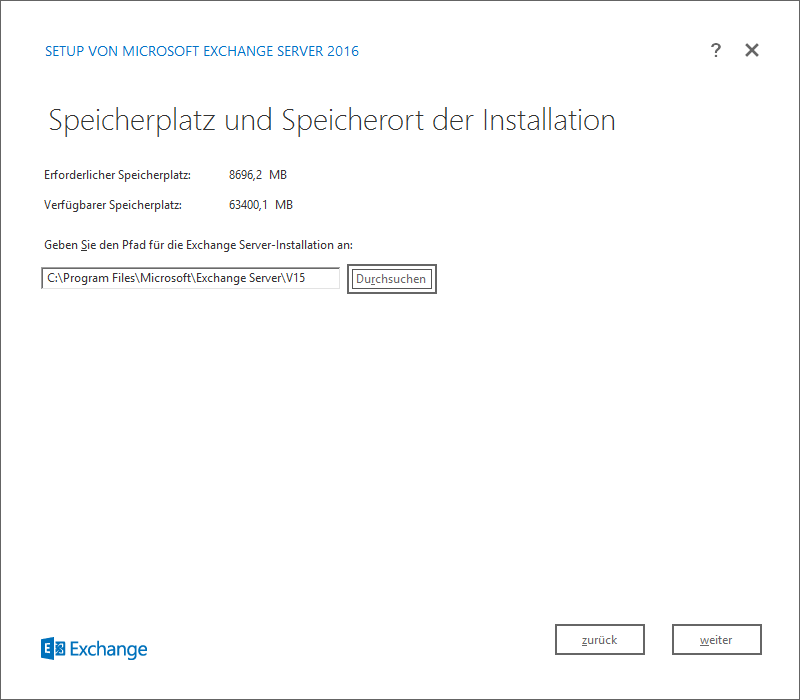 SETUP VON MICROSOFT EXCHANGE SERVER 2016
?
Speicherplatz und Speicherort der Installation
Erforderlicher Speicherplatz: 8696,2 MB
Verfügbarer Speicherplatz: 63400,1 MB
Geben Sie den Pfad für die Exchange Server-Installation an:
C:\Program Files\Microsoft\Exchange Server\V15 Durchsuchen
Exchange
zurück weiter